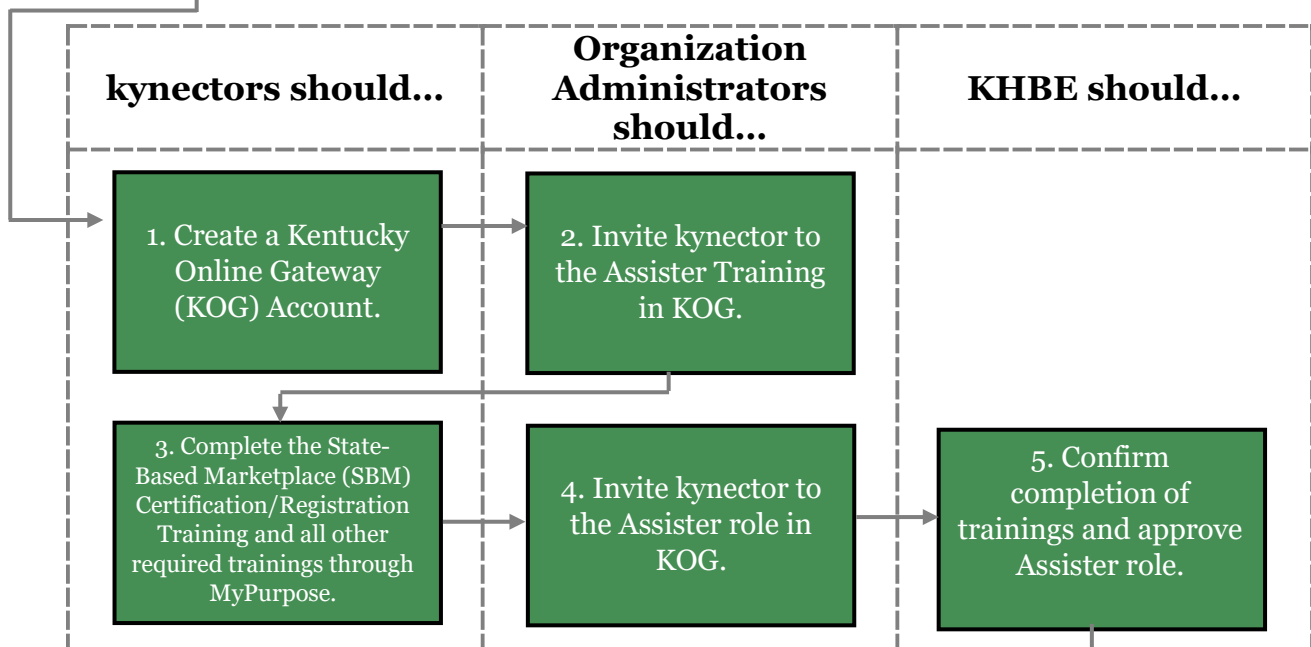 kynectors should...
Organization
Administrators
should...
KHBE should...
1. Create a Kentucky
Online Gateway
(KOG) Account.
2. Invite kynector to
the Assister Training
in KOG.
3. Complete the State-
Based Marketplace (SBM)
Certification/Registration
Training and all other
required trainings through
MyPurpose.
4. Invite kynector to
the Assister role in
KOG.
5. Confirm
completion of
trainings and approve
Assister role.